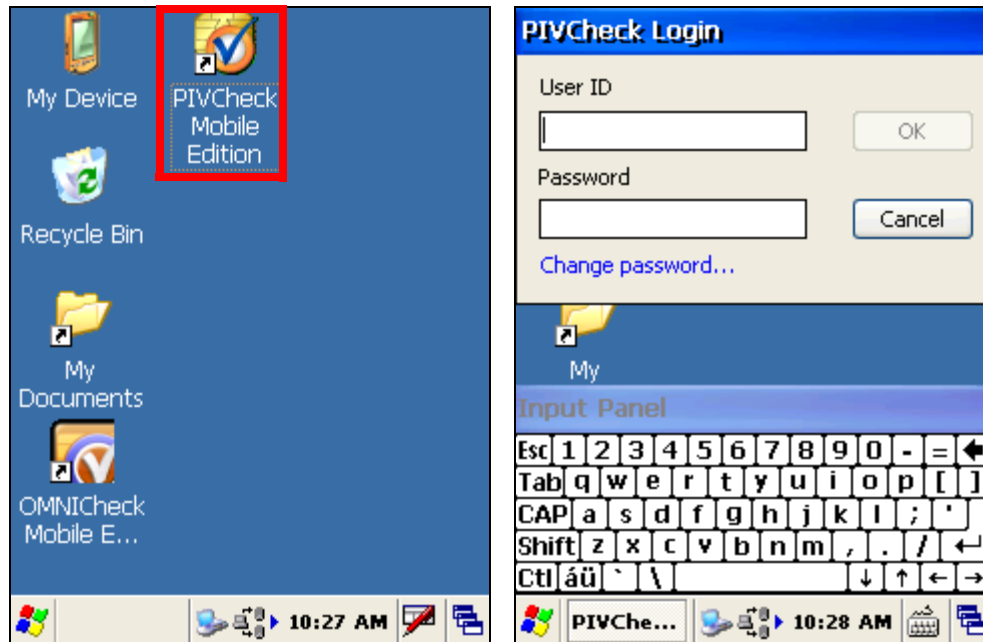 My Device
PIVCheck
Mobile
Edition
Recycle Bin
My
Documents
OMNICheck
Mobile E...
10:27 AM
PIVCheck Login
User ID
OK
Password
Cancel
Change password...
My
Input Panel
Esc 1 2 3 4 5 6 7 8 9 0 - =
Tab q w e r t y u i o p [ ]
CAP a s d f g h j k l ; '
Shift z x c v b n m , . /
Ctl áü ` \ ↓ ↑ ← →
PIVChe...
10:28 AM